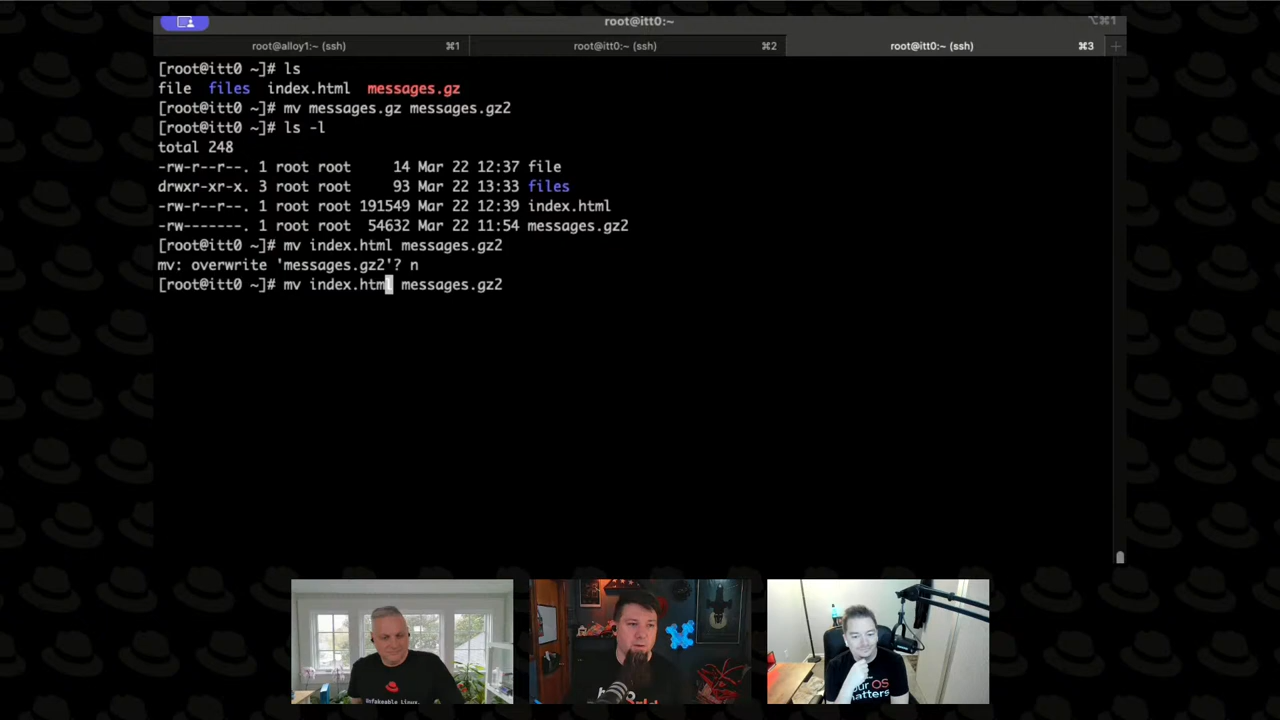 root@itt0:~
⌥⌘1
root@alloy1:~ (ssh) ⌘1
root@itt0:~ (ssh) ⌘2
root@itt0:~ (ssh) ⌘3
[root@itt0 ~]# ls
file  files  index.html  messages.gz
[root@itt0 ~]# mv messages.gz messages.gz2
[root@itt0 ~]# ls -l
total 248
-rw-r--r--. 1 root root     14 Mar 22 12:37 file
drwxr-xr-x. 3 root root     93 Mar 22 13:33 files
-rw-r--r--. 1 root root 191549 Mar 22 12:39 index.html
-rw-------. 1 root root  54632 Mar 22 11:54 messages.gz2
[root@itt0 ~]# mv index.html messages.gz2
mv: overwrite 'messages.gz2'? n
[root@itt0 ~]# mv index.html messages.gz2
Unfakeable Linux.
OS
matters